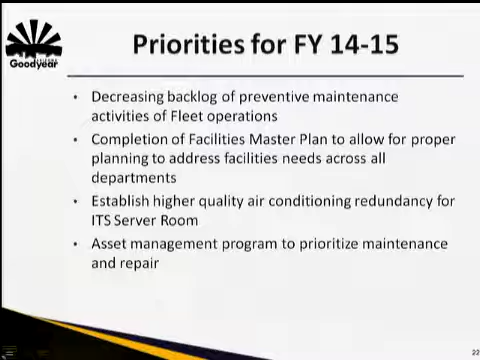 Priorities for FY 14-15
Goodyear
• Decreasing backlog of preventive maintenance
activities of Fleet operations
• Completion of Facilities Master Plan to allow for proper
planning to address facilities needs across all
departments
• Establish higher quality air conditioning redundancy for
ITS Server Room
• Asset management program to prioritize maintenance
and repair
22